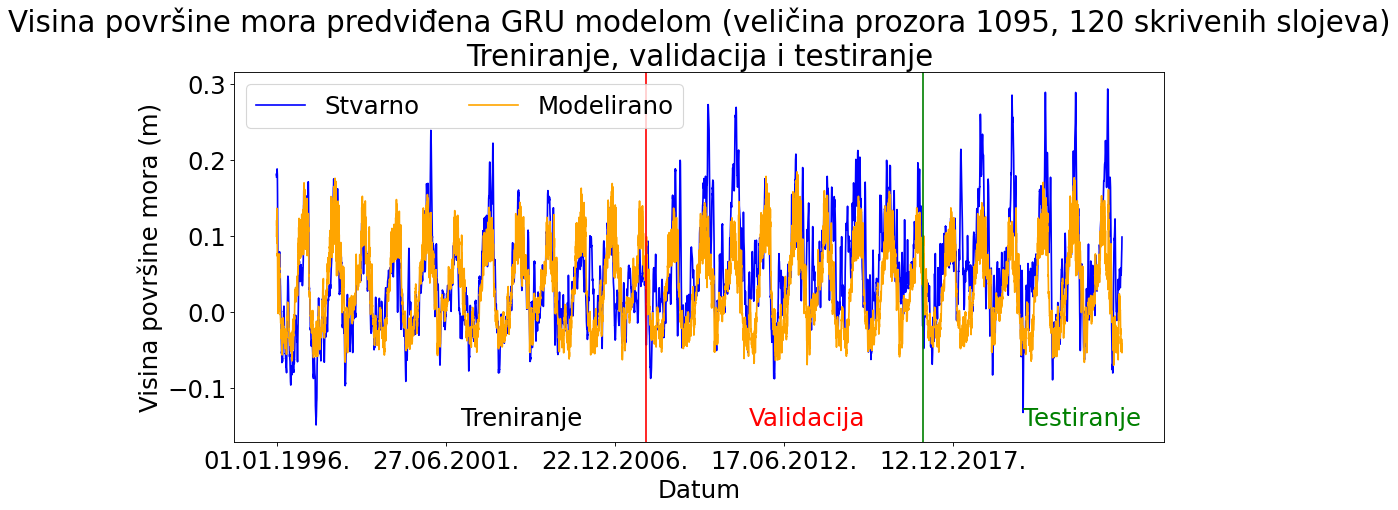 Visina površine mora predviđena GRU modelom (veličina prozora 1095, 120 skrivenih slojeva)
Treniranje, validacija i testiranje
Stvarno
Modelirano
Visina površine mora (m)
0.3
0.2
0.1
0.0
−0.1
Treniranje
Validacija
Testiranje
01.01.1996.
27.06.2001.
22.12.2006.
17.06.2012.
12.12.2017.
Datum